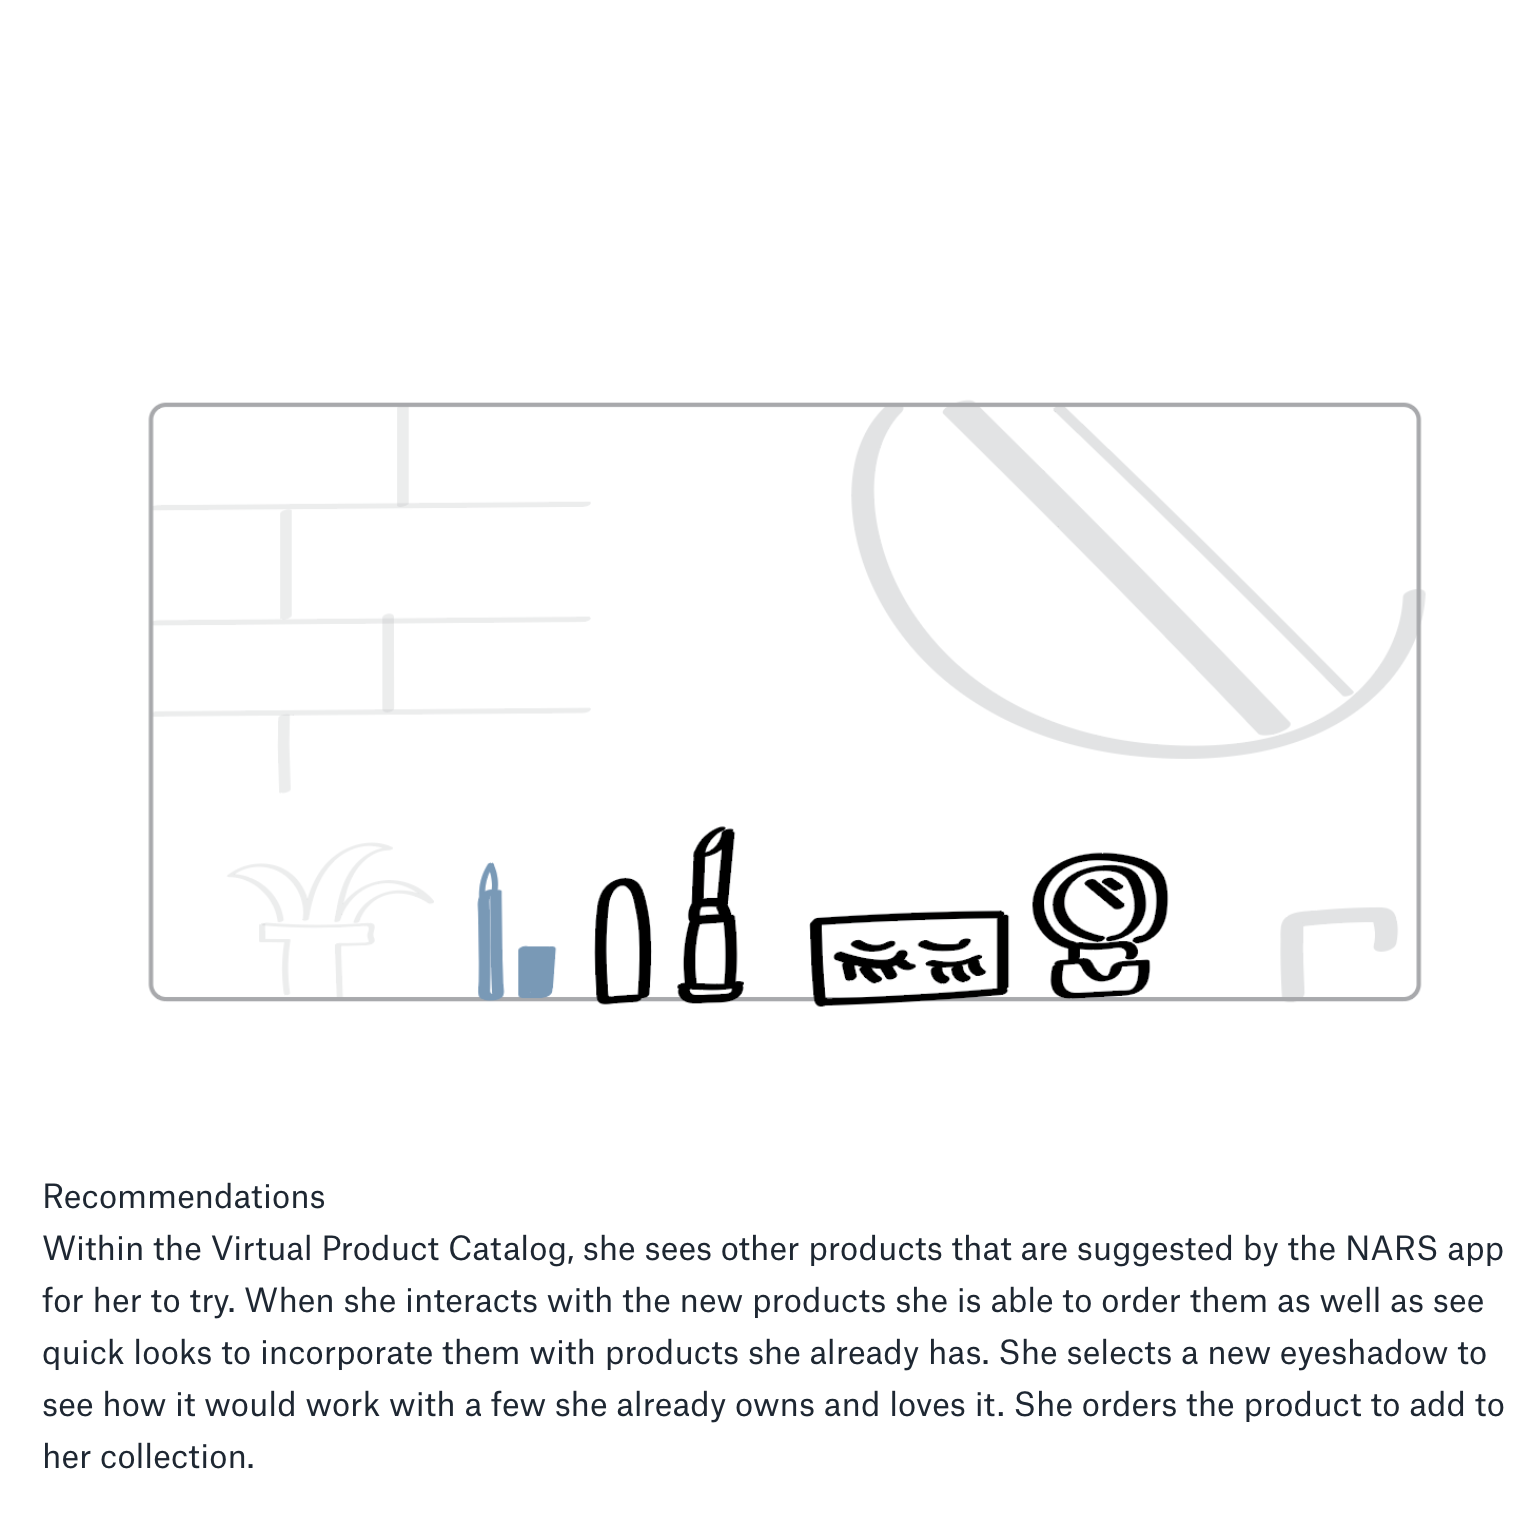 Recommendations
Within the Virtual Product Catalog, she sees other products that are suggested by the NARS app
for her to try. When she interacts with the new products she is able to order them as well as see
quick looks to incorporate them with products she already has. She selects a new eyeshadow to
see how it would work with a few she already owns and loves it. She orders the product to add to
her collection.